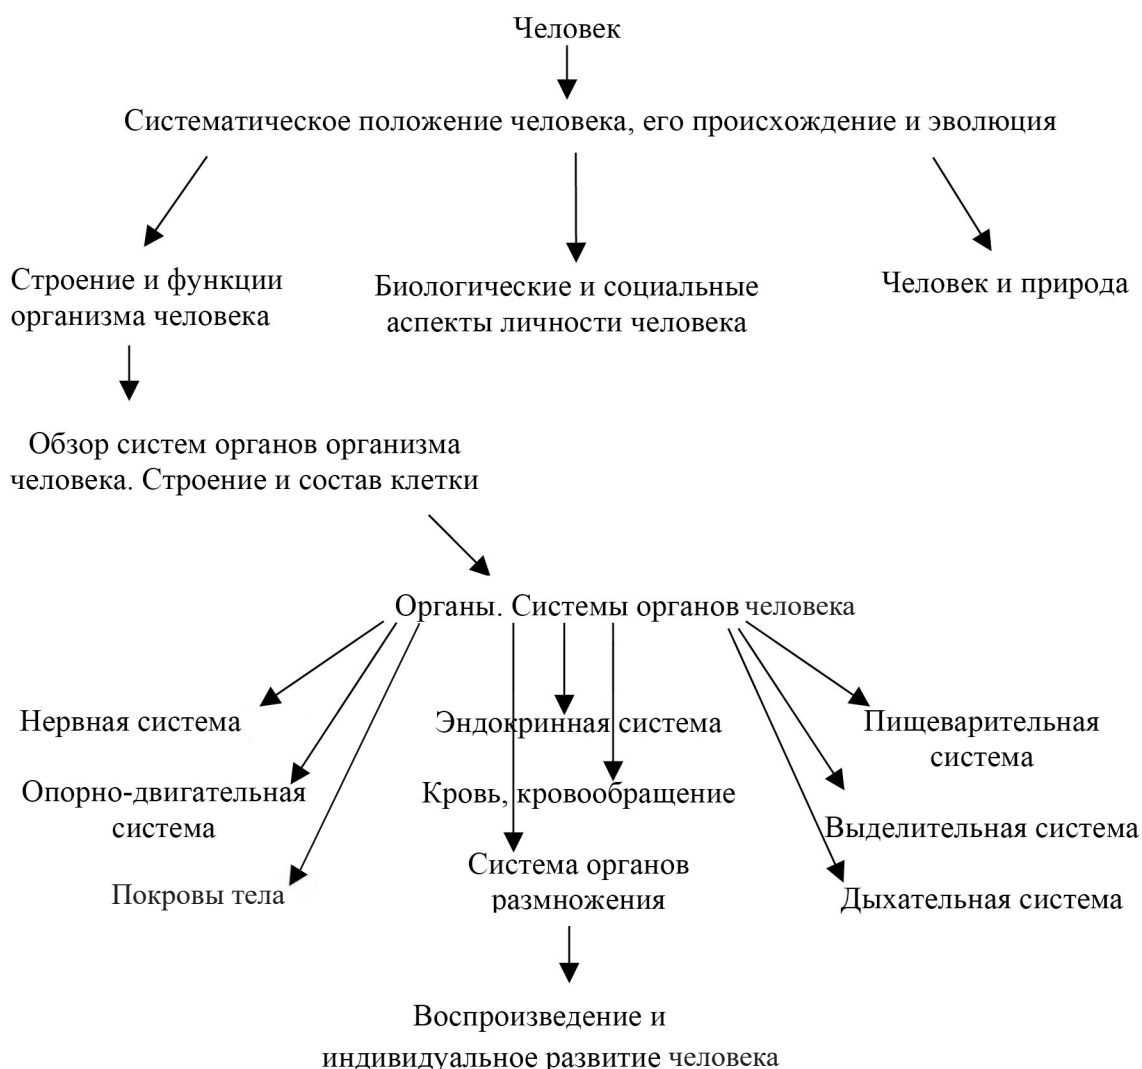 Человек
Систематическое положение человека, его происхождение и эволюция
Строение и функции
организма человека
Биологические и социальные
аспекты личности человека
Человек и природа
Обзор систем органов организма
человека. Строение и состав клетки
Органы. Системы органов человека
Нервная система
Опорно-двигательная
система
Покровы тела
Эндокринная система
Кровь, кровообращение
Система органов
размножения
Пищеварительная
система
Выделительная система
Дыхательная система
Воспроизведение и
индивидуальное развитие человека